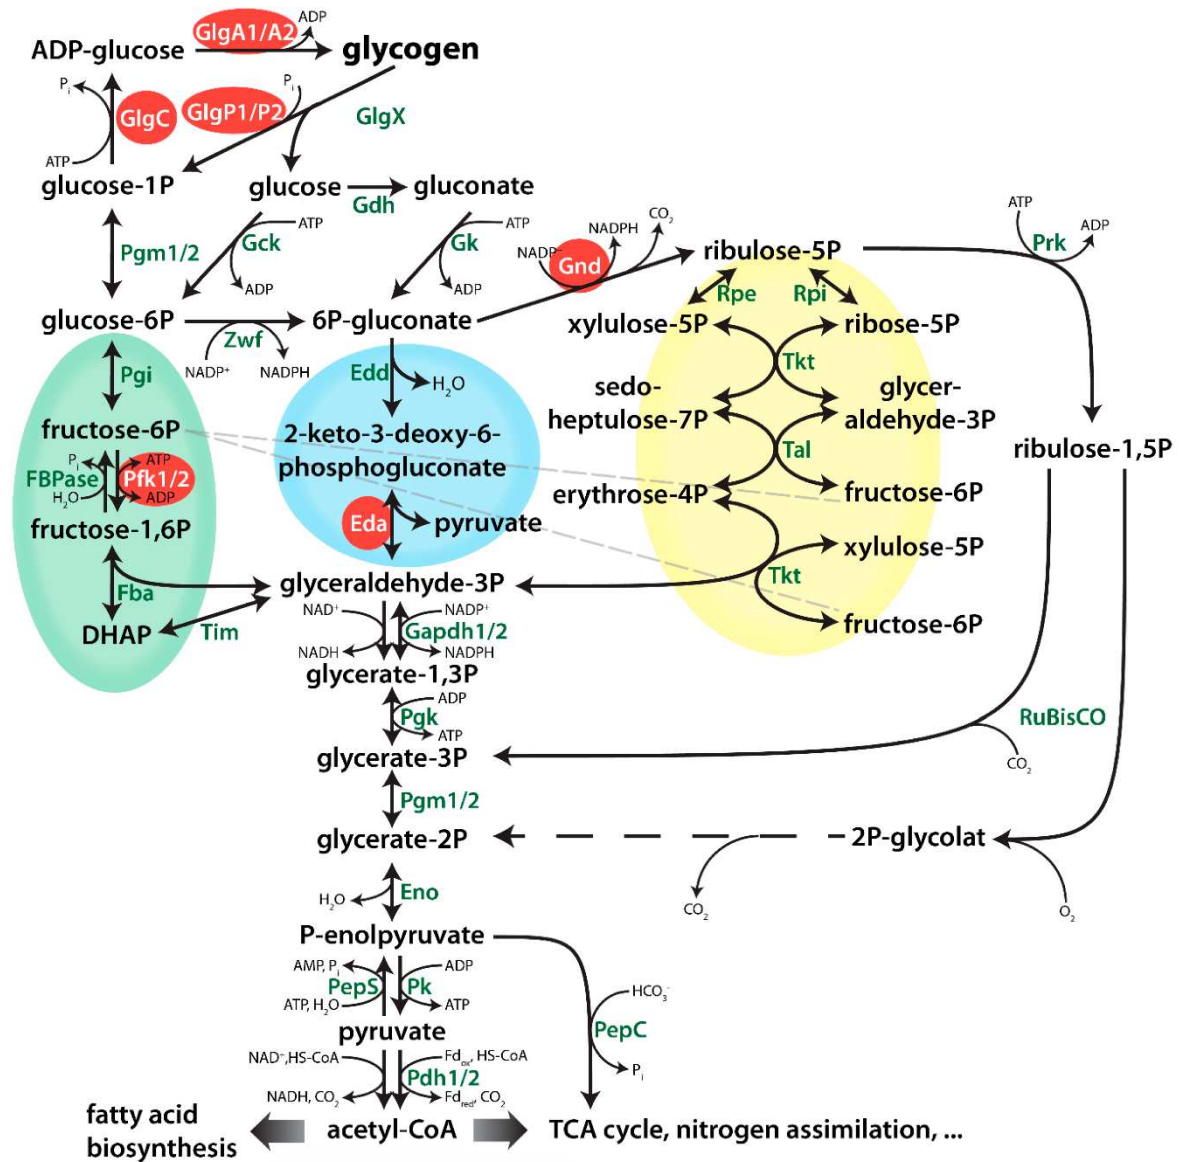 GlgA1/A2
ADP
ADP-glucose
glycogen
Pi
GlgC
GlgP1/P2
Pi
GlgX
ATP
glucose-1P
glucose
Gdh
gluconate
Pgm1/2
Gck
ATP
ADP
Gk
ATP
ADP
NADP+
Gnd
NADPH
CO2
ribulose-5P
ATP
Prk
ADP
glucose-6P
Zwf
NADP+
NADPH
6P-gluconate
Rpe
Rpi
xylulose-5P
ribose-5P
Pgi
Edd
H2O
Tkt
sedo-
heptulose-7P
glycer-
aldehyde-3P
fructose-6P
2-keto-3-deoxy-6-
phosphogluconate
Tal
ribulose-1,5P
Pi
FBPase
H2O
ATP
Pfk1/2
ADP
erythrose-4P
fructose-6P
fructose-1,6P
Eda
pyruvate
xylulose-5P
Fba
glyceraldehyde-3P
Tkt
DHAP
Tim
NAD+
NADP+
Gapdh1/2
NADH
NADPH
fructose-6P
glycerate-1,3P
ADP
Pgk
ATP
RuBisCO
CO2
glycerate-3P
Pgm1/2
glycerate-2P
2P-glycolat
CO2
O2
H2O
Eno
P-enolpyruvate
AMP, Pi
PepS
ATP, H2O
ADP
Pk
ATP
HCO3-
PepC
Pi
pyruvate
NAD+,HS-CoA
Fdox, HS-CoA
Pdh1/2
NADH, CO2
Fdred, CO2
fatty acid
biosynthesis
acetyl-CoA
TCA cycle, nitrogen assimilation, ...